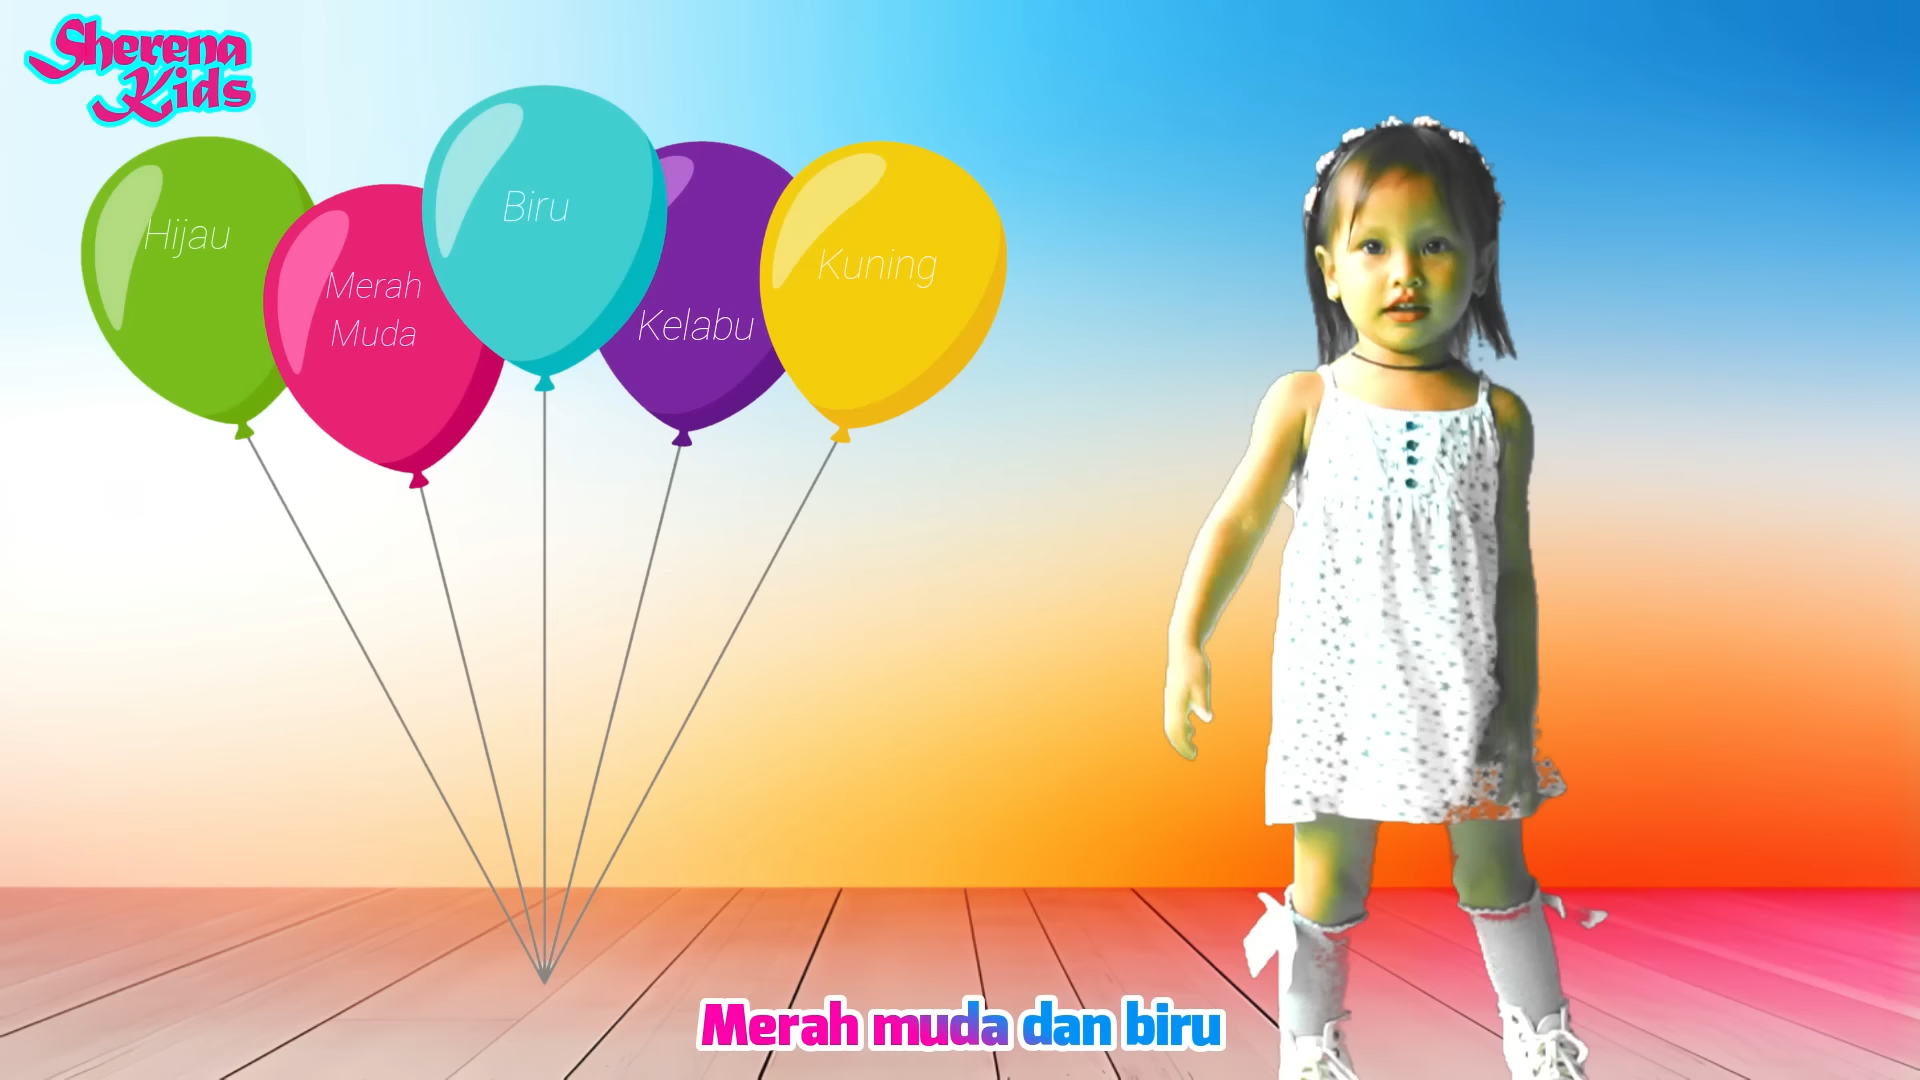 Sherena
Kids
Hijau
Merah
Muda
Biru
Kelabu
Kuning
Merah muda dan biru